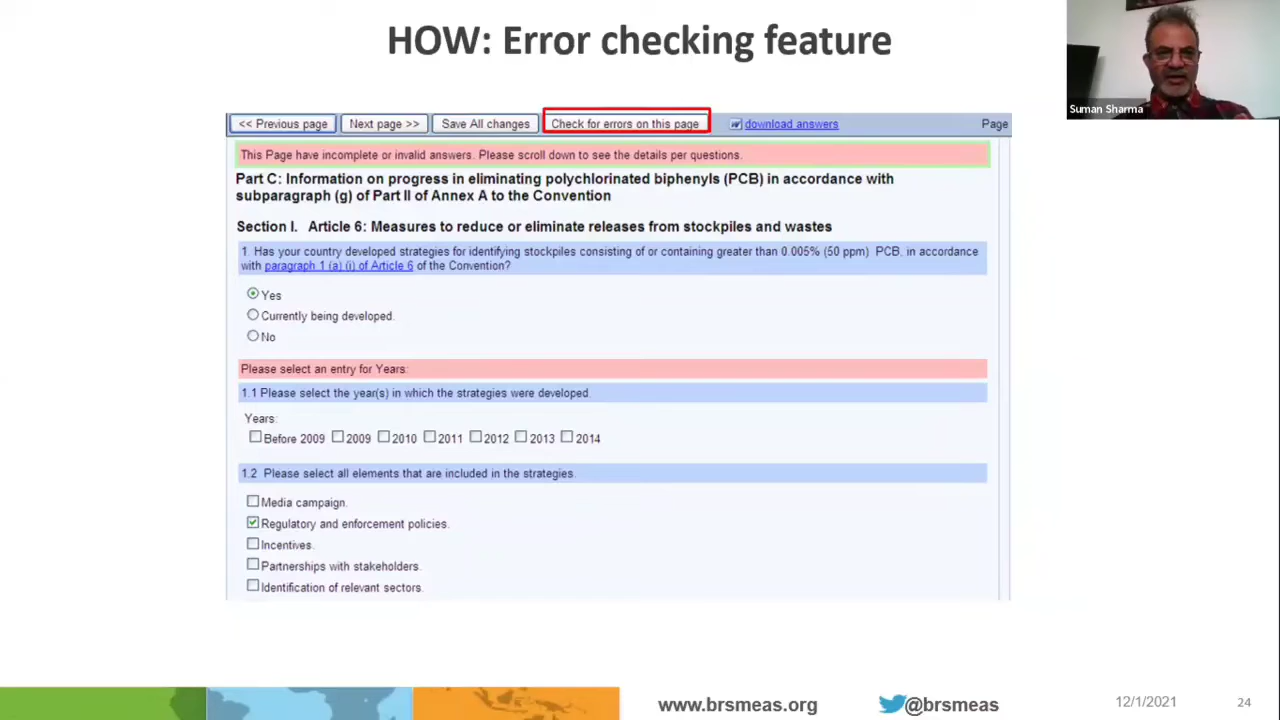 HOW: Error checking feature
Suman Sharma
<< Previous page
Next page >>
Save All changes
Check for errors on this page
download answers
Page
This Page have incomplete or invalid answers. Please scroll down to see the details per questions.
Part C: Information on progress in eliminating polychlorinated biphenyls (PCB) in accordance with
subparagraph (g) of Part II of Annex A to the Convention
Section I. Article 6: Measures to reduce or eliminate releases from stockpiles and wastes
1. Has your country developed strategies for identifying stockpiles consisting of or containing greater than 0.005% (50 ppm) PCB, in accordance
with paragraph 1 (a) (i) of Article 6 of the Convention?
Yes
Currently being developed.
No
Please select an entry for Years:
1.1 Please select the year(s) in which the strategies were developed.
Years:
Before 2009 2009 2010 2011 2012 2013 2014
1.2 Please select all elements that are included in the strategies.
Media campaign.
Regulatory and enforcement policies.
Incentives.
Partnerships with stakeholders.
Identification of relevant sectors.
www.brsmeas.org
@brsmeas
12/1/2021
24